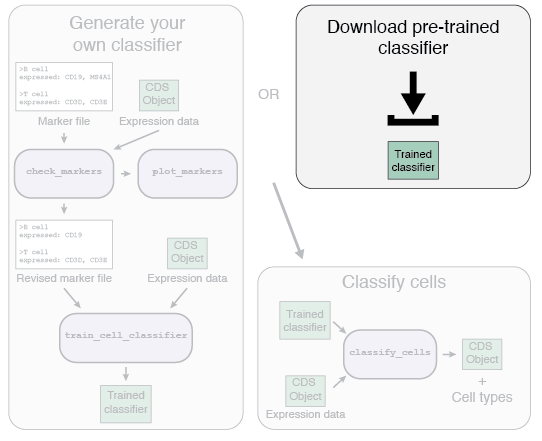 Generate your
own classifier
>B cell
expressed: CD19, MS4A1
>T cell
expressed: CD3D, CD3E
Marker file
CDS
Object
Expression data
check_markers
plot_markers
>B cell
expressed: CD19
>T cell
expressed: CD3D, CD3E
Revised marker file
CDS
Object
Expression data
train_cell_classifier
Trained
classifier
OR
Download pre-trained
classifier
Trained
classifier
Classify cells
Trained
classifier
CDS
Object
Expression data
classify_cells
CDS
Object
+
Cell types